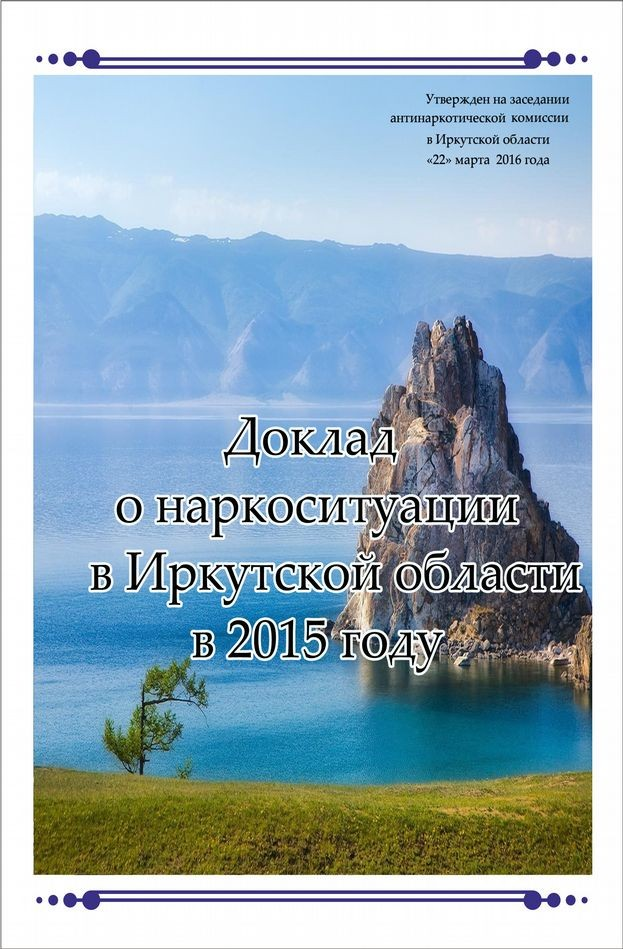 Утвержден на заседании
антинаркотической комиссии
в Иркутской области
«22» марта 2016 года
Доклад
о наркоситуации
в Иркутской области
в 2015 году